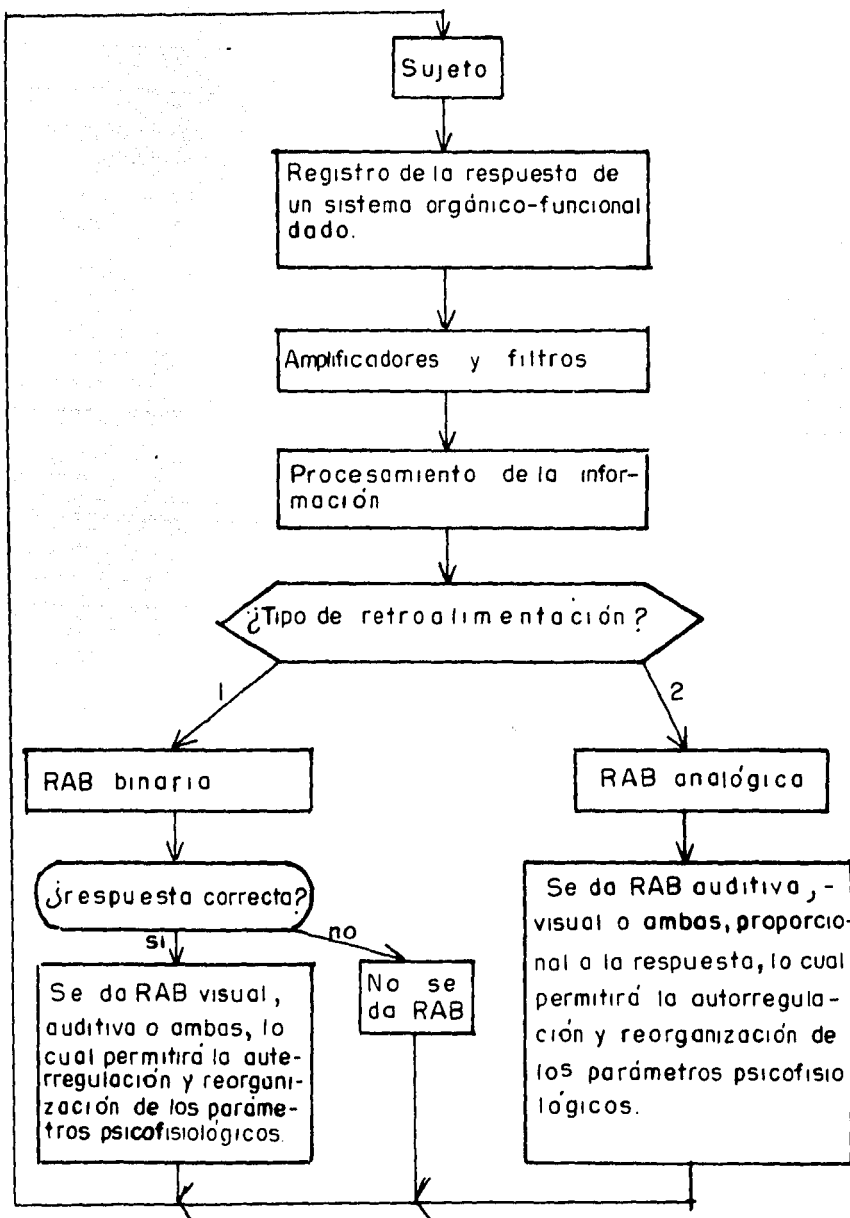 Sujeto
Registro de la respuesta de
un sistema orgánico-funcional
dado.
Amplificadores y filtros
Procesamiento de la infor-
mación
¿Tipo de retroalimentación?
1
2
RAB binaria
RAB analógica
¿respuesta correcta?
si
no
Se da RAB visual,
auditiva o ambas, lo
cual permitirá la aute-
rregulación y reorgani-
zación de los paráme-
tros psicofisiológicos.
No se
da RAB
Se da RAB auditiva,-
visual o ambas, proporcio-
nal a la respuesta, lo cual
permitirá la autorregula-
ción y reorganización de
los parámetros psicofisio
lógicos.